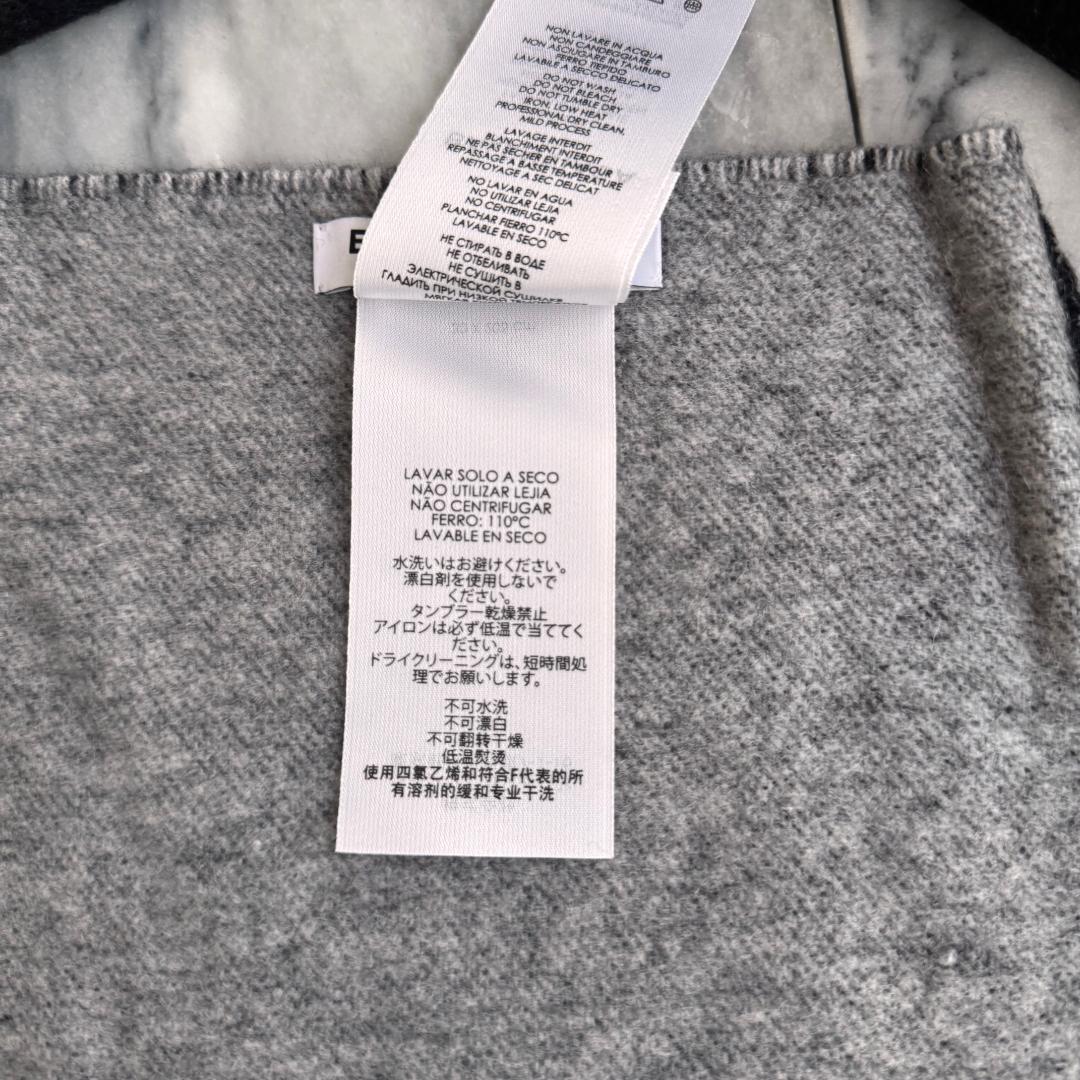 NON LAVARE IN ACQUA
NON CANDEGGIARE
NON ASCIUGARE IN TAMBURO
FERRO TIEPIDO
LAVABILE A SECCO DELICATO
DO NOT WASH
DO NOT BLEACH
DO NOT TUMBLE DRY
IRON, LOW HEAT
PROFESSIONAL DRY CLEAN,
MILD PROCESS
LAVAGE INTERDIT
BLANCHIMENT INTERDIT
NE PAS SÉCHER EN TAMBOUR
REPASSAGE A BASSE TEMPERATURE
NETTOYAGE A SEC DELICAT
NO LAVAR EN AGUA
NO UTILIZAR LEJIA
NO CENTRIFUGAR
PLANCHAR FIERRO 110ºC
LAVABLE EN SECO
НЕ СТИРАТЬ В ВОДЕ
НЕ ОТБЕЛИВАТЬ
НЕ СУШИТЬ В
ЭЛЕКТРИЧЕСКОЙ СУШИЛКЕ
ГЛАДИТЬ ПРИ НИЗКОЙ
E
LAVAR SOLO A SECO
NÃO UTILIZAR LEJIA
NÃO CENTRIFUGAR
FERRO: 110ºC
LAVABLE EN SECO
水洗いはお避けください。
漂白剤を使用しないで
ください。
タンブラー乾燥禁止
アイロンは必ず低温で当ててく
ださい。
ドライクリーニングは、短時間処
理でお願いします。
不可水洗
不可漂白
不可翻转干燥
低温熨烫
使用四氯乙烯和符合F代表的所
有溶剂的缓和专业干洗